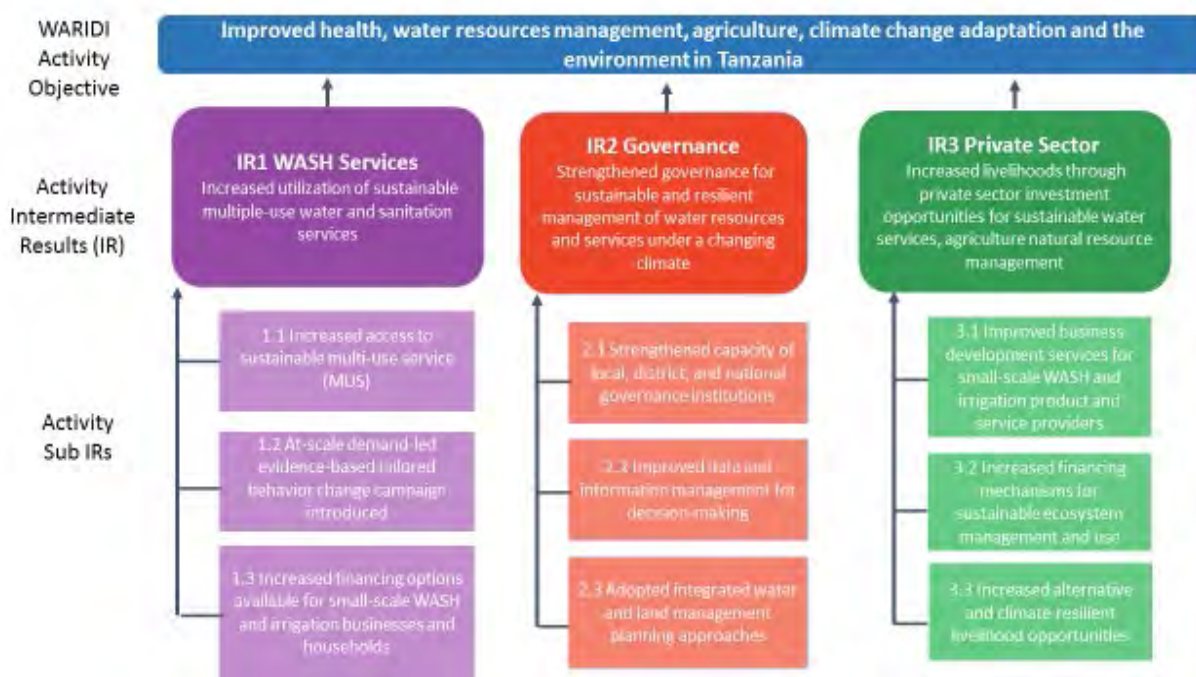 WARIDI
Activity
Objective
Improved health, water resources management, agriculture, climate change adaptation and the
environment in Tanzania
Activity
Intermediate
Results (IR)
IR1 WASH Services
Increased utilization of sustainable
multiple-use water and sanitation
services
IR2 Governance
Strengthened governance for
sustainable and resilient
management of water resources
and services under a changing
climate
IR3 Private Sector
Increased livelihoods through
private sector investment
opportunities for sustainable water
services, agriculture natural resource
management
Activity
Sub IRs
1.1 Increased access to
sustainable multi-use service
(MUS)
1.2 At-scale demand-led
evidence-based tailored
behavior change campaign
introduced
1.3 Increased financing options
available for small-scale WASH
and irrigation businesses and
households
2.1 Strengthened capacity of
local, district, and national
governance institutions
2.2 Improved data and
information management for
decision-making
2.3 Adopted integrated water
and land management
planning approaches
3.1 Improved business
development services for
small-scale WASH and
irrigation product and
service providers
3.2 Increased financing
mechanisms for
sustainable ecosystem
management and use
3.3 Increased alternative
and climate resilient
livelihood opportunities